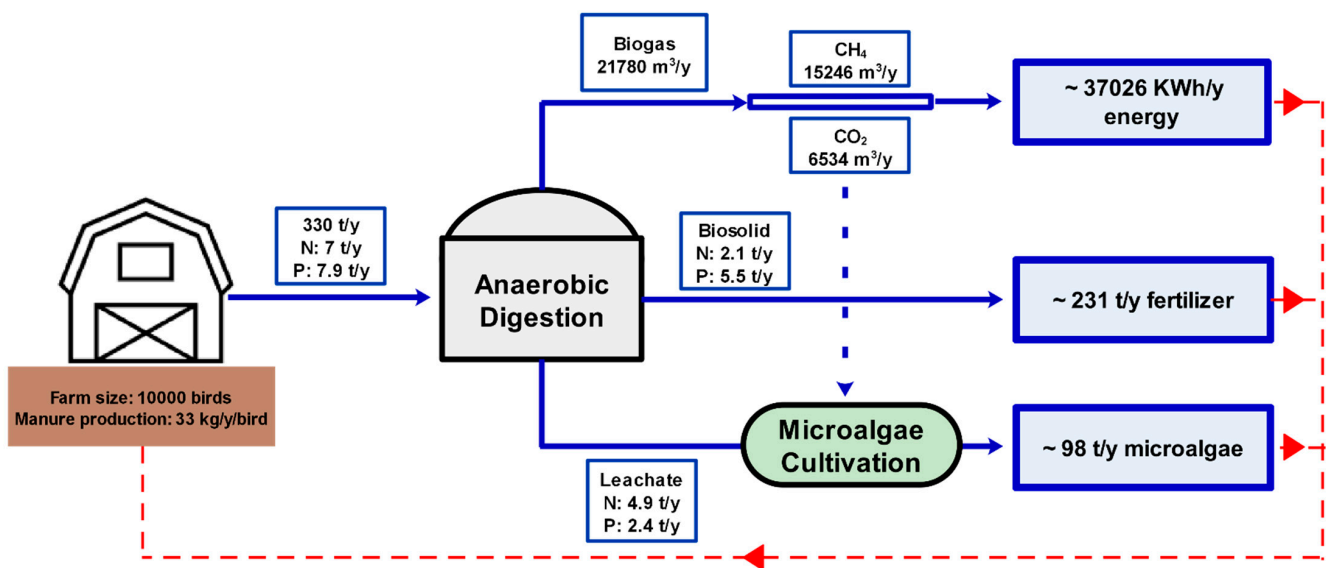 Biogas
21780 m³/y
CH₄
15246 m³/y
~ 37026 KWh/y
energy
CO₂
6534 m³/y
330 t/y
N: 7 t/y
P: 7.9 t/y
Biosolid
N: 2.1 t/y
P: 5.5 t/y
Anaerobic
Digestion
~ 231 t/y fertilizer
Farm size: 10000 birds
Manure production: 33 kg/y/bird
Microalgae
Cultivation
~ 98 t/y microalgae
Leachate
N: 4.9 t/y
P: 2.4 t/y